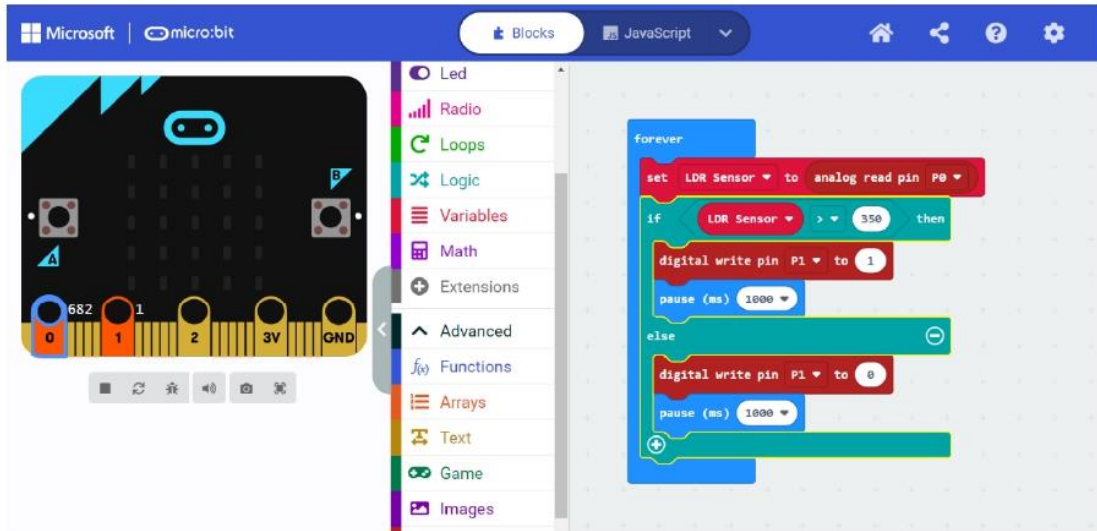 Microsoft | micro:bit
Blocks
JavaScript
B
A
682
1
0
1
2
3V
GND
Led
Radio
Loops
Logic
Variables
Math
Extensions
Advanced
f(x) Functions
Arrays
Text
Game
Images
forever
set LDR Sensor to analog read pin P0
if LDR Sensor > 350 then
digital write pin P1 to 1
pause (ms) 1000
else
digital write pin P1 to 0
pause (ms) 1000